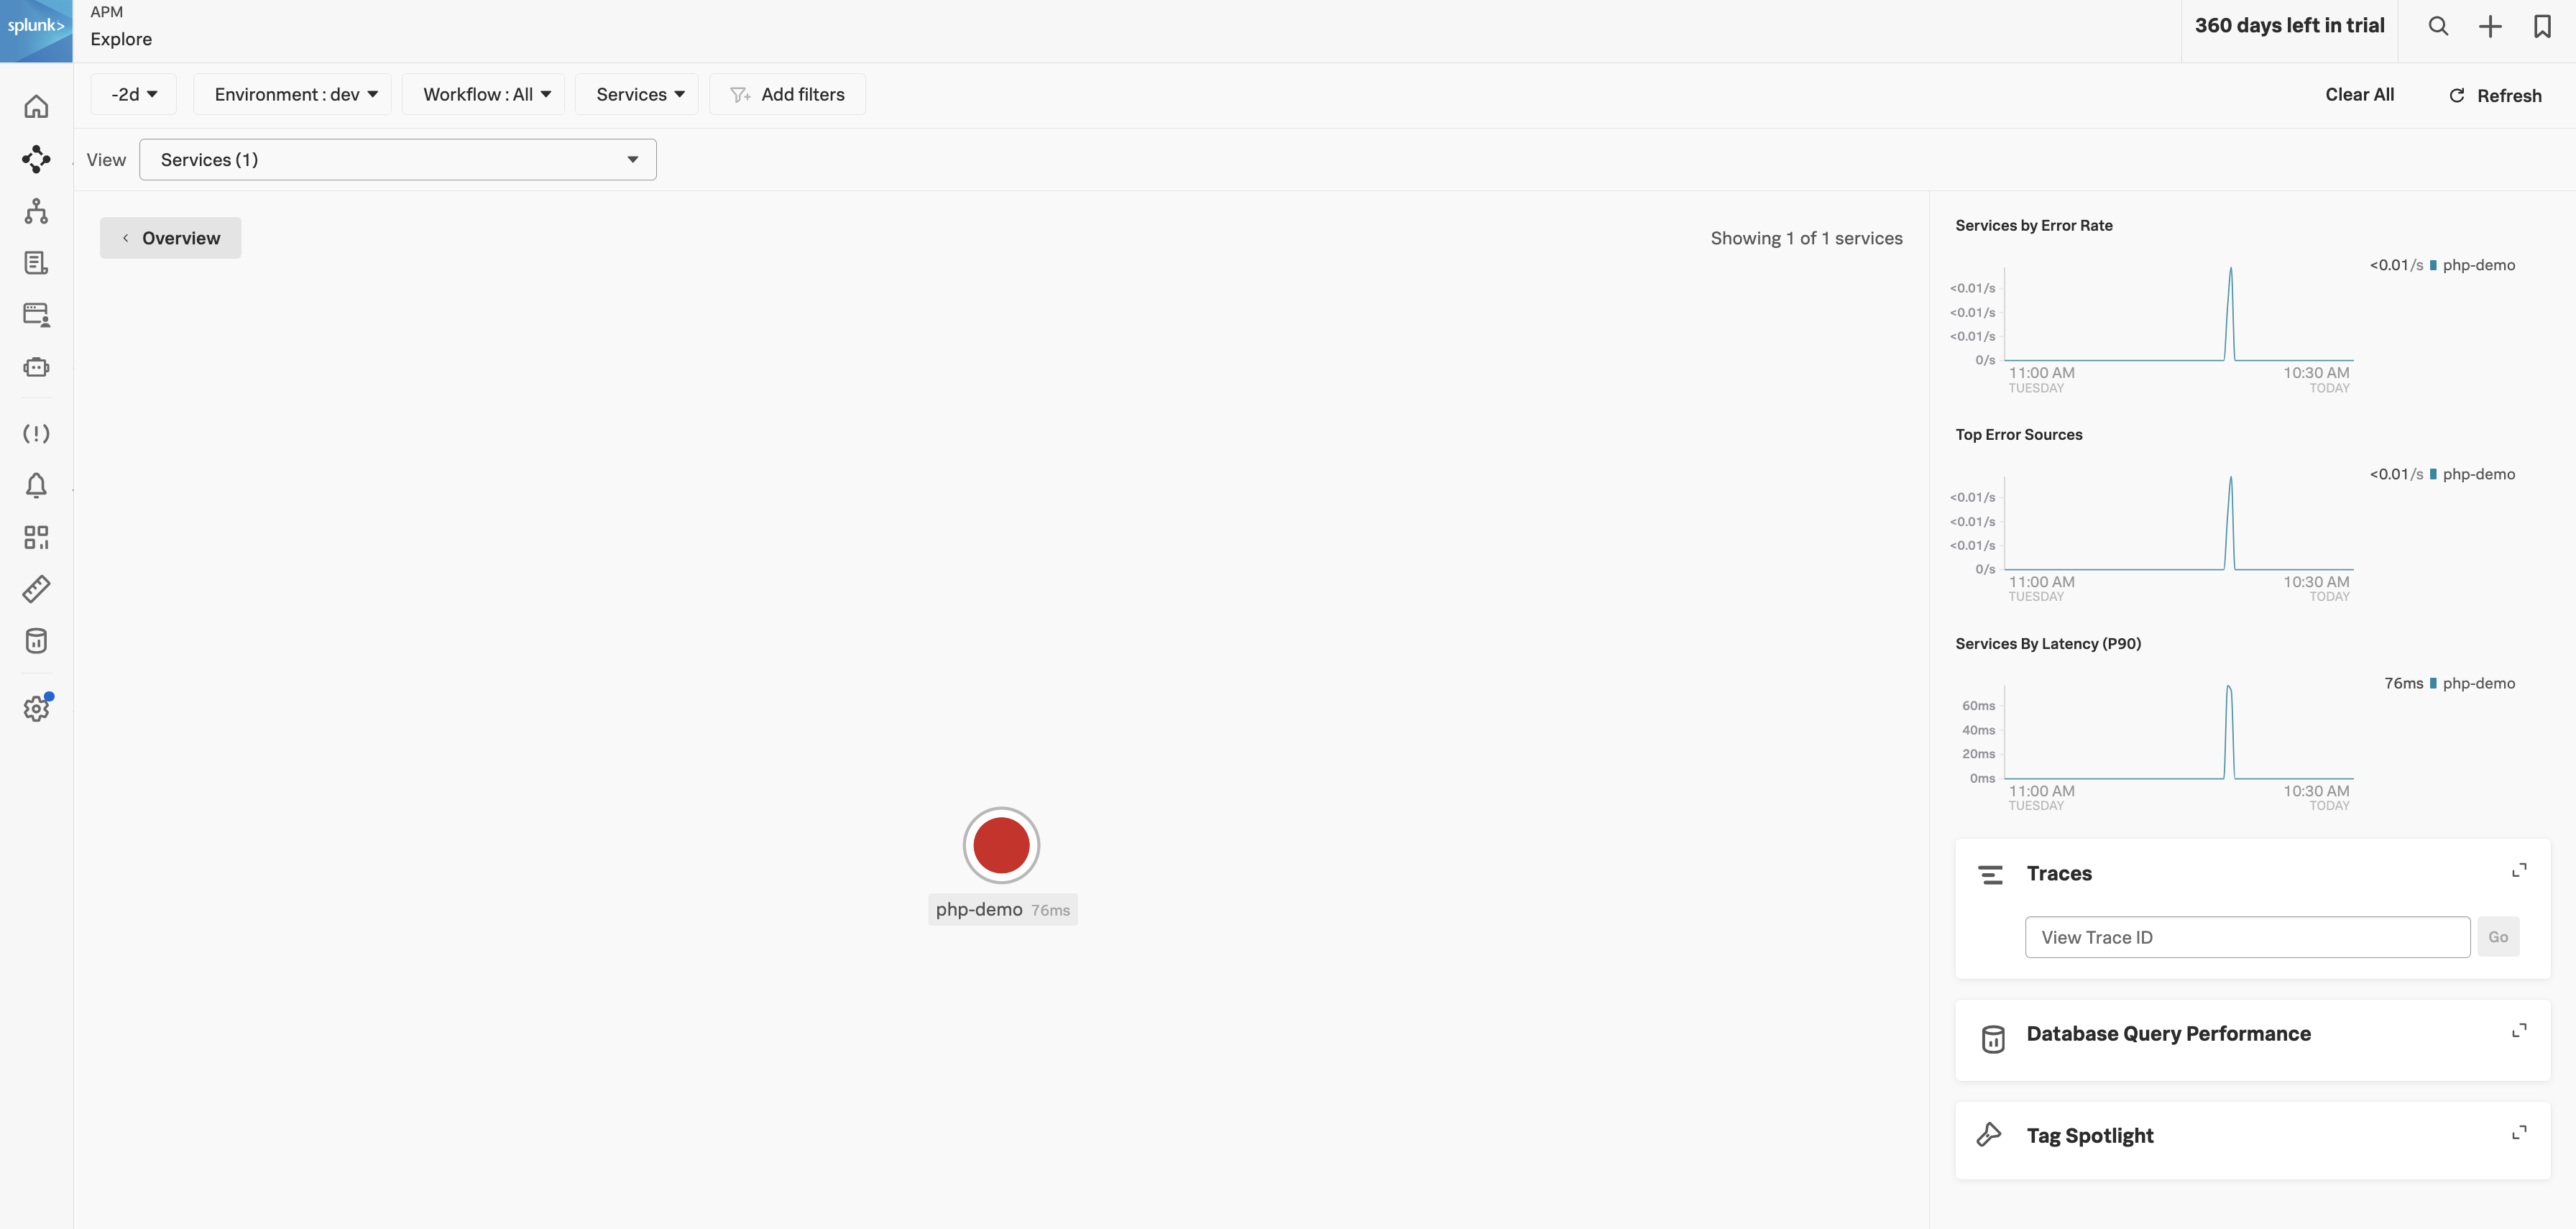 splunk>
APM
Explore
360 days left in trial
-2d
Environment : dev
Workflow : All
Services
Add filters
Clear All
Refresh
View
Services (1)
Overview
Showing 1 of 1 services
php-demo 76ms
Services by Error Rate
<0.01/s php-demo
<0.01/s
<0.01/s
<0.01/s
0/s
11:00 AM 10:30 AM
TUESDAY TODAY
Top Error Sources
<0.01/s php-demo
<0.01/s
<0.01/s
<0.01/s
0/s
11:00 AM 10:30 AM
TUESDAY TODAY
Services By Latency (P90)
76ms php-demo
60ms
40ms
20ms
0ms
11:00 AM 10:30 AM
TUESDAY TODAY
Traces
View Trace ID Go
Database Query Performance
Tag Spotlight